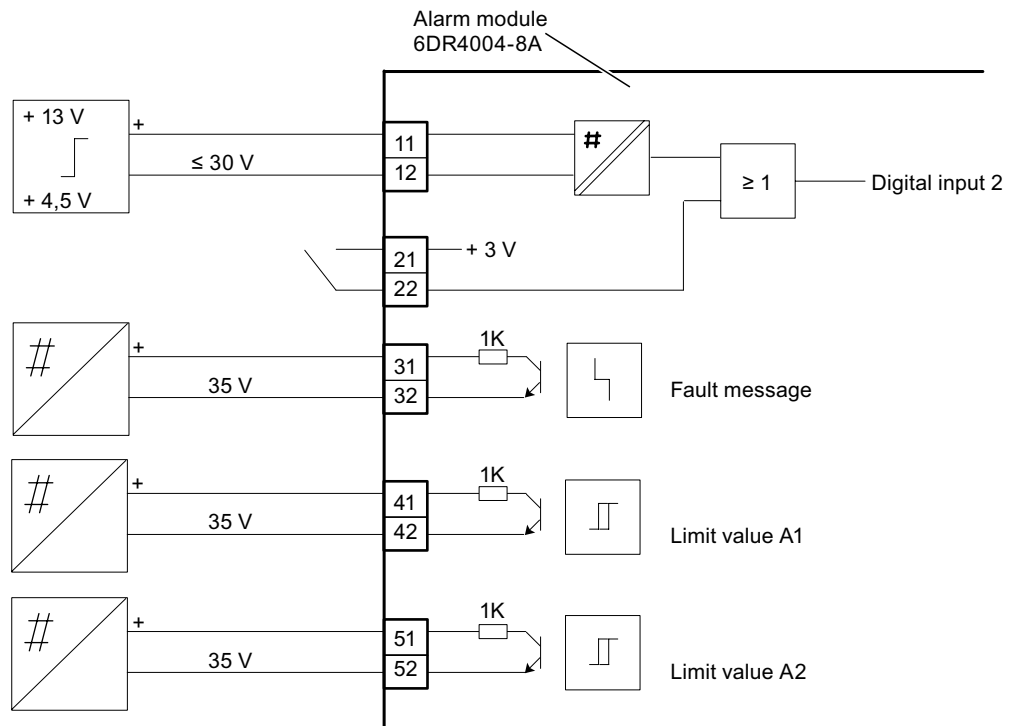 Alarm module
6DR4004-8A
+ 13 V
+ 4,5 V
+
≤ 30 V
11
12
#
≥ 1
Digital input 2
21
22
+ 3 V
#
+
35 V
31
32
1K
Fault message
#
+
35 V
41
42
1K
Limit value A1
#
+
35 V
51
52
1K
Limit value A2